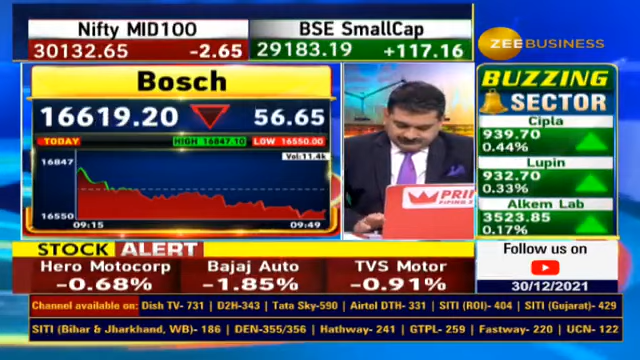 Nifty MID100
30132.65 -2.65
BSE SmallCap
29183.19 +117.16
ZEE BUSINESS
Bosch
16619.20 56.65
TODAY HIGH 16847.10 LOW 16550.00
Vol:11.4k
16847
16550
09:15 09:49
BUZZING
SECTOR
Cipla
939.70
0.44%
Lupin
932.70
0.33%
Alkem Lab
3523.85
0.17%
STOCK ALERT
Hero Motocorp
-0.68%
Bajaj Auto
-1.85%
TVS Motor
-0.91%
Follow us on
30/12/2021
Channel available on: Dish TV- 731 | D2H-343 | Tata Sky-590 | Airtel DTH- 331 | SITI (ROI)- 404 | SITI (Gujarat)- 429
SITI (Bihar & Jharkhand, WB)- 186 | DEN-355/356 | Hathway- 241 | GTPL- 259 | Fastway- 220 | UCN- 122